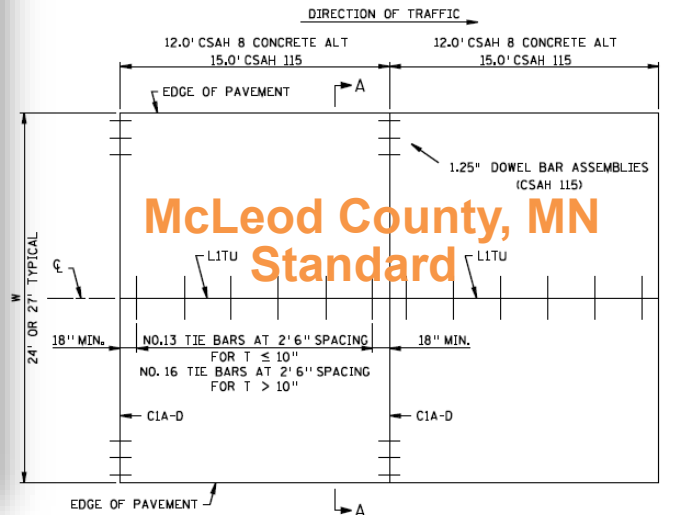 DIRECTION OF TRAFFIC
12.0' CSAH 8 CONCRETE ALT
15.0' CSAH 115
12.0' CSAH 8 CONCRETE ALT
15.0' CSAH 115
A
EDGE OF PAVEMENT
1.25" DOWEL BAR ASSEMBLIES
(CSAH 115)
McLeod County, MN
Standard
L1TU
L1TU
℄
W
24' OR 27' TYPICAL
18" MIN.
NO.13 TIE BARS AT 2'6" SPACING
FOR T ≤ 10"
NO. 16 TIE BARS AT 2'6" SPACING
FOR T > 10"
18" MIN.
C1A-D
C1A-D
EDGE OF PAVEMENT
A